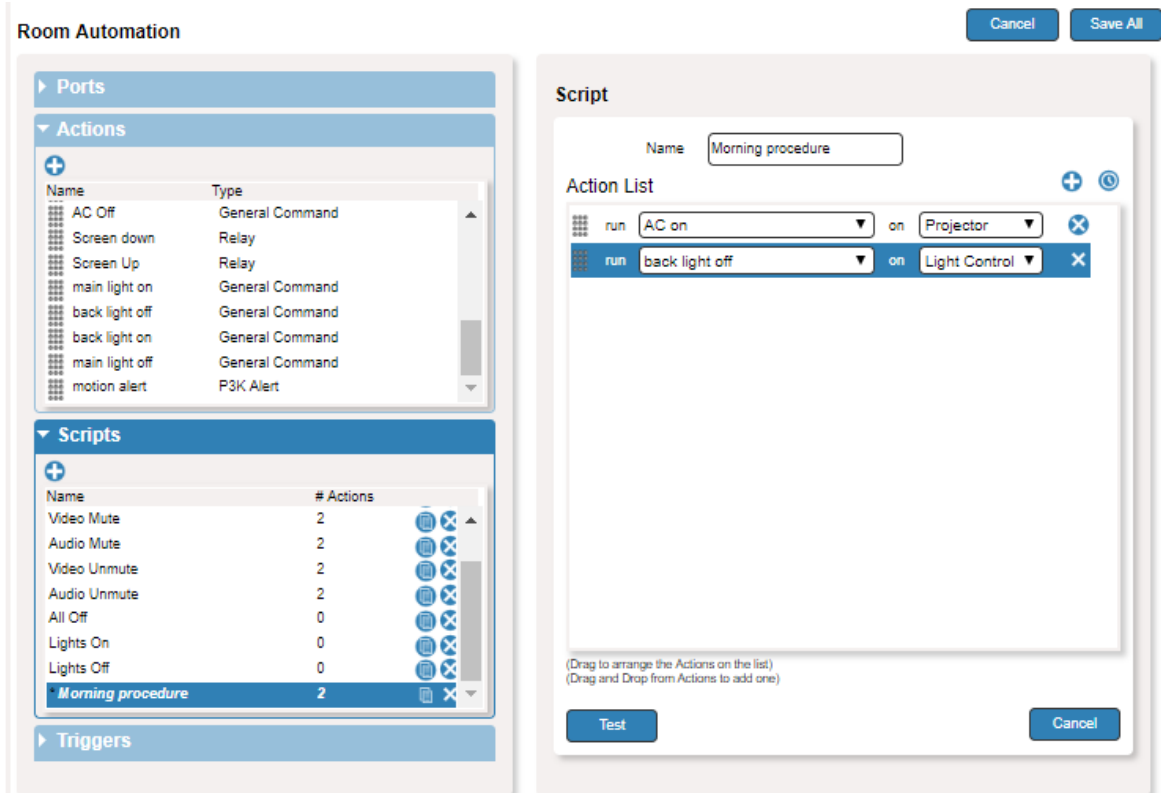 Room Automation
Cancel
Save All
Ports
Actions
Name Type
AC Off General Command
Screen down Relay
Screen Up Relay
main light on General Command
back light off General Command
back light on General Command
main light off General Command
motion alert P3K Alert
Scripts
Name # Actions
Video Mute 2
Audio Mute 2
Video Unmute 2
Audio Unmute 2
All Off 0
Lights On 0
Lights Off 0
* Morning procedure 2
Triggers
Script
Name Morning procedure
Action List
run AC on on Projector
run back light off on Light Control
(Drag to arrange the Actions on the list)
(Drag and Drop from Actions to add one)
Test
Cancel